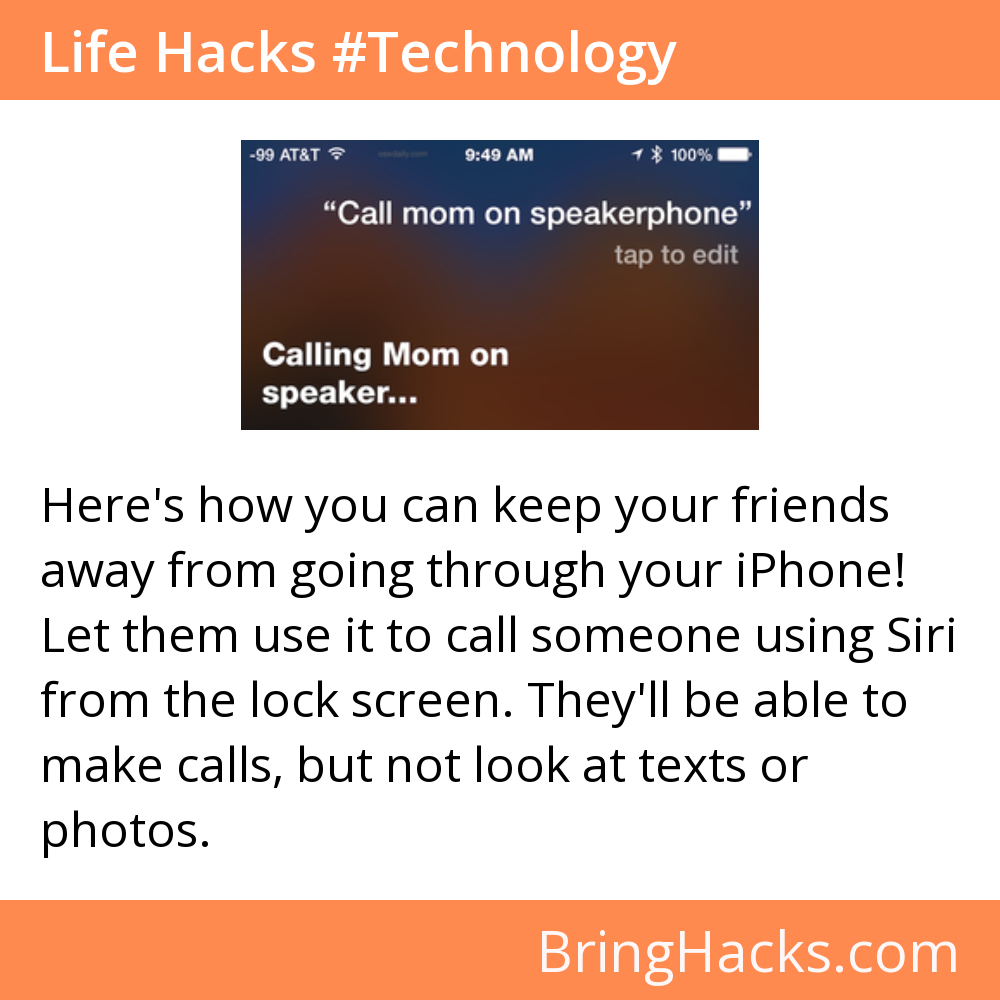 Life Hacks #Technology
-99 AT&T 9:49 AM 100%
“Call mom on speakerphone”
tap to edit
Calling Mom on
speaker...
Here's how you can keep your friends
away from going through your iPhone!
Let them use it to call someone using Siri
from the lock screen. They'll be able to
make calls, but not look at texts or
photos.
BringHacks.com